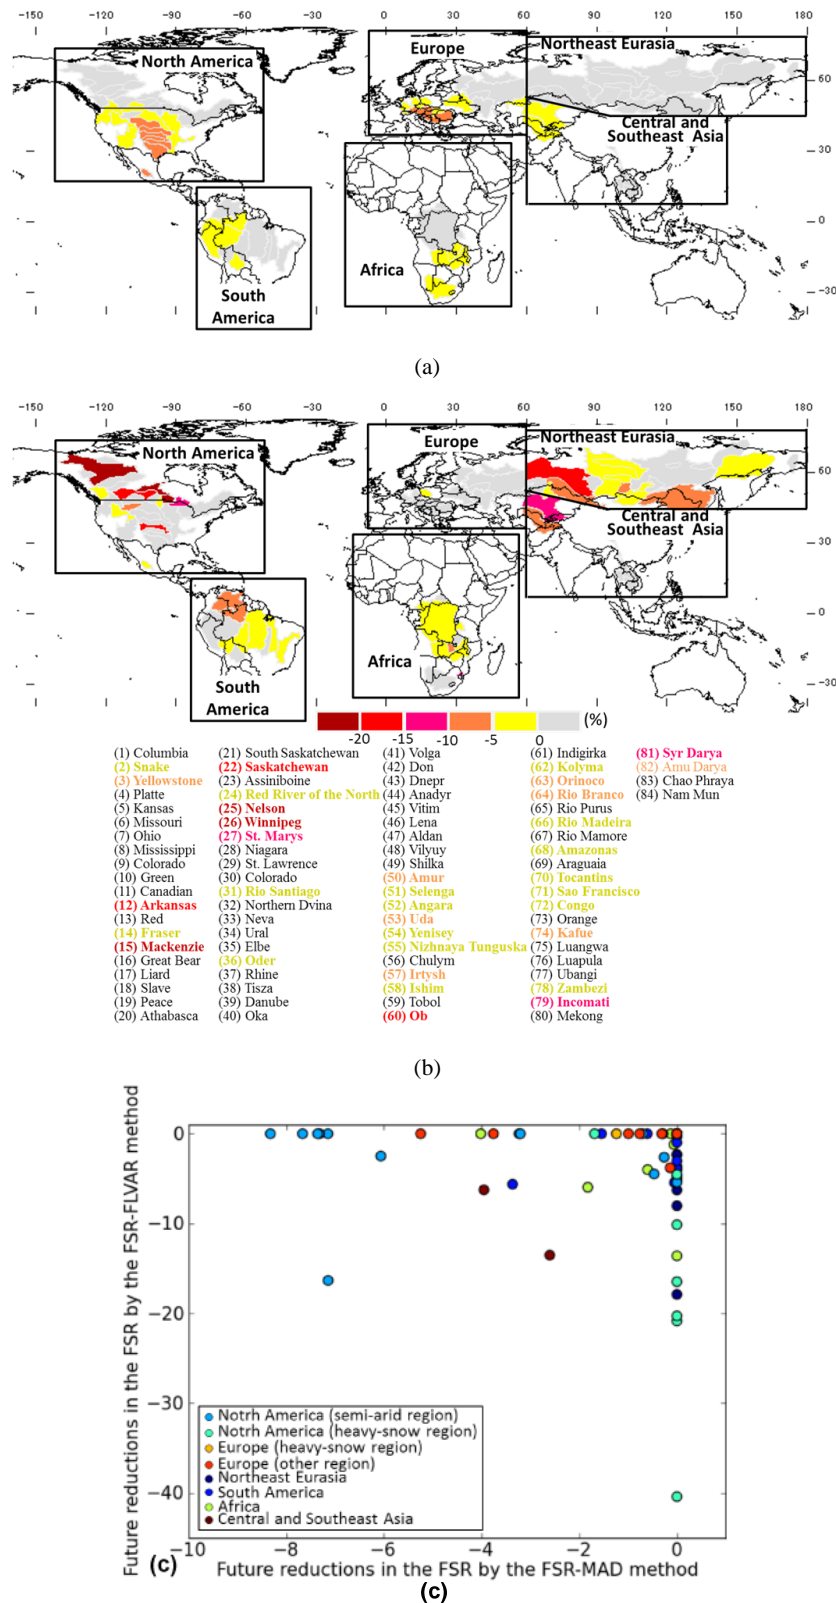 −150 −90 −60 −30 0 30 60 90 120 150 180
North America
Europe
Northeast Eurasia
60
Central and
Southeast Asia
30
0
Africa
South
America
−30
(a)
−150 −120 −90 −60 −30 0 30 60 90 120 150 180
North America
Europe
Northeast Eurasia
60
Central and
Southeast Asia
30
0
Africa
South
America
−30
(%)
-20 -15 -10 -5 0
(1) Columbia (21) South Saskatchewan (41) Volga (61) Indigirka (81) Syr Darya
(2) Snake (22) Saskatchewan (42) Don (62) Kolyma (82) Amu Darya
(3) Yellowstone (23) Assiniboine (43) Dnepr (63) Orinoco (83) Chao Phraya
(4) Platte (24) Red River of the North (44) Anadyr (64) Rio Branco (84) Nam Mun
(5) Kansas (25) Nelson (45) Vitim (65) Rio Purus
(6) Missouri (26) Winnipeg (46) Lena (66) Rio Madeira
(7) Ohio (27) St. Marys (47) Aldan (67) Rio Mamore
(8) Mississippi (28) Niagara (48) Vilyuy (68) Amazonas
(9) Colorado (29) St. Lawrence (49) Shilka (69) Araguaia
(10) Green (30) Colorado (50) Amur (70) Tocantins
(11) Canadian (31) Rio Santiago (51) Selenga (71) Sao Francisco
(12) Arkansas (32) Northern Dvina (52) Angara (72) Congo
(13) Red (33) Neva (53) Uda (73) Orange
(14) Fraser (34) Ural (54) Yenisey (74) Kafue
(15) Mackenzie (35) Elbe (55) Nizhnaya Tunguska (75) Luangwa
(16) Great Bear (36) Oder (56) Chulym (76) Luapula
(17) Liard (37) Rhine (57) Irtysh (77) Ubangi
(18) Slave (38) Tisza (58) Ishim (78) Zambezi
(19) Peace (39) Danube (59) Tobol (79) Incomati
(20) Athabasca (40) Oka (60) Ob (80) Mekong
(b)
Future reductions in the FSR by the FSR-FLVAR method
0
−10
−20
−30
−40
Notrh America (semi-arid region)
Notrh America (heavy-snow region)
Europe (heavy-snow region)
Europe (other region)
Northeast Eurasia
South America
Africa
Central and Southeast Asia
−10 −8 −6 −4 −2 0
(c) Future reductions in the FSR by the FSR-MAD method
(c)